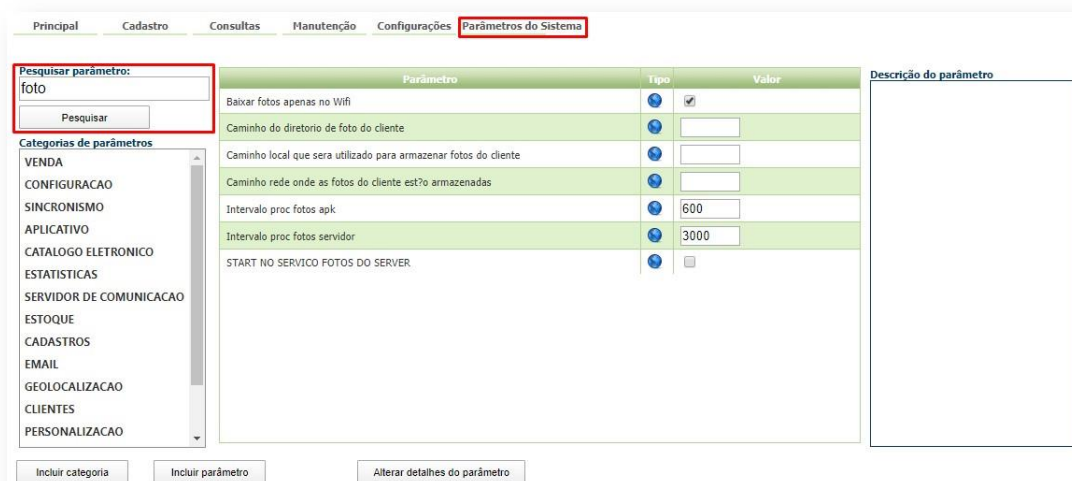 Principal Cadastro Consultas Manutenção Configurações Parâmetros do Sistema
Pesquisar parâmetro:
foto
Pesquisar
Categorias de parâmetros
VENDA
CONFIGURACAO
SINCRONISMO
APLICATIVO
CATALOGO ELETRONICO
ESTATISTICAS
SERVIDOR DE COMUNICACAO
ESTOQUE
CADASTROS
EMAIL
GEOLOCALIZACAO
CLIENTES
PERSONALIZACAO
Parâmetro Tipo Valor
Baixar fotos apenas no Wifi
Caminho do diretorio de foto do cliente
Caminho local que sera utilizado para armazenar fotos do cliente
Caminho rede onde as fotos do cliente est?o armazenadas
Intervalo proc fotos apk 600
Intervalo proc fotos servidor 3000
START NO SERVICO FOTOS DO SERVER
Descrição do parâmetro
Incluir categoria Incluir parâmetro Alterar detalhes do parâmetro